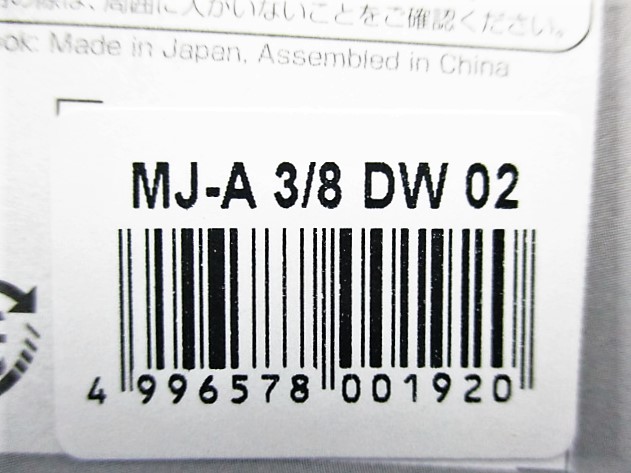 は、周囲に人がいないことをご確認ください。
ok: Made in Japan, Assembled in China
MJ-A 3/8 DW 02
4 996578 001920